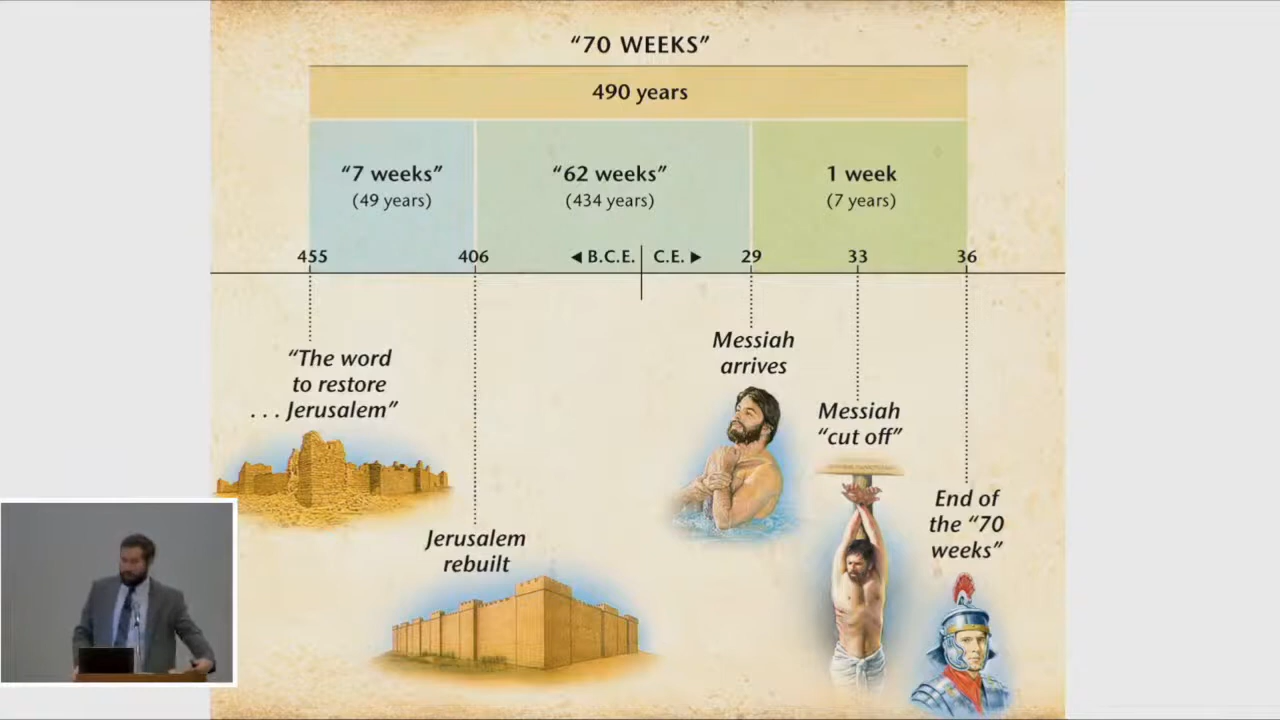 “70 WEEKS”
490 years
“7 weeks”
(49 years)
“62 weeks”
(434 years)
1 week
(7 years)
455
406
◄ B.C.E.
C.E. ►
29
33
36
“The word
to restore
. . . Jerusalem”
Jerusalem
rebuilt
Messiah
arrives
Messiah
“cut off”
End of
the “70
weeks”